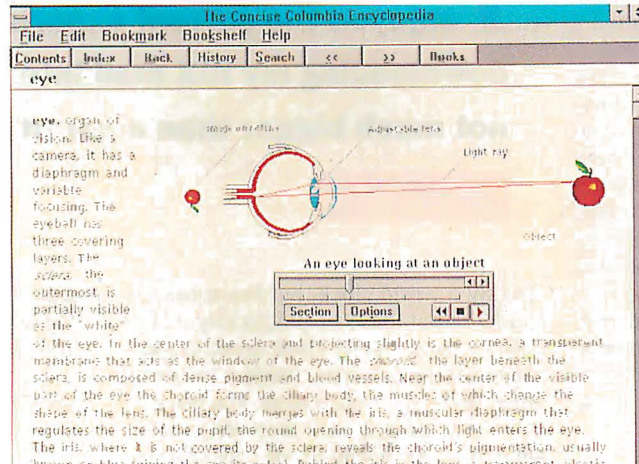 The Concise Columbia Encyclopedia
File Edit Bookmark Bookshelf Help
Contents Index Back History Search << >> Books
eye
eye, organ of
vision. Like a
camera, it has a
diaphragm and
variable
focusing. The
eyeball has
three covering
layers. The
sclera, the
outermost, is
partially visible
as the "white"
Image on retina
Adjustable lens
Light ray
Object
An eye looking at an object
Section Options
of the eye. In the center of the sclera and projecting slightly is the cornea, a transparent
membrane that acts as the window of the eye. The choroid, the layer beneath the
sclera, is composed of dense pigment and blood vessels. Near the center of the visible
part of the eye the choroid forms the ciliary body, the muscles of which change the
shape of the lens. The ciliary body merges with the iris, a muscular diaphragm that
regulates the size of the pupil, the round opening through which light enters the eye.
The iris, where it is not covered by the sclera, reveals the choroid's pigmentation, usually